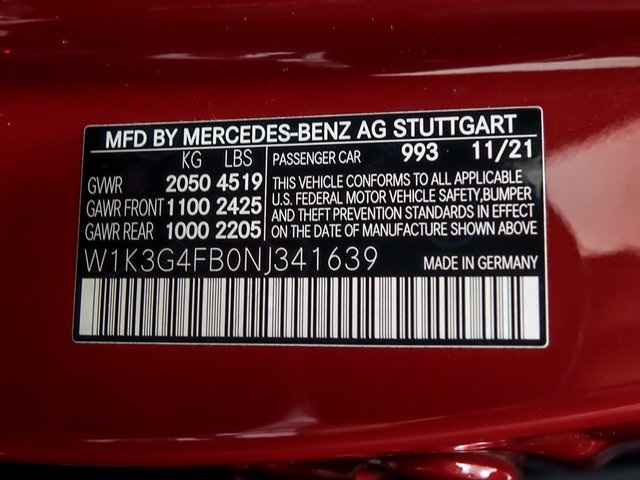 MFD BY MERCEDES-BENZ AG STUTTGART
KG LBS PASSENGER CAR 993 11/21
GVWR 2050 4519
GAWR FRONT 1100 2425
GAWR REAR 1000 2205
THIS VEHICLE CONFORMS TO ALL APPLICABLE
U.S. FEDERAL MOTOR VEHICLE SAFETY,BUMPER
AND THEFT PREVENTION STANDARDS IN EFFECT
ON THE DATE OF MANUFACTURE SHOWN ABOVE
W1K3G4FB0NJ341639 MADE IN GERMANY